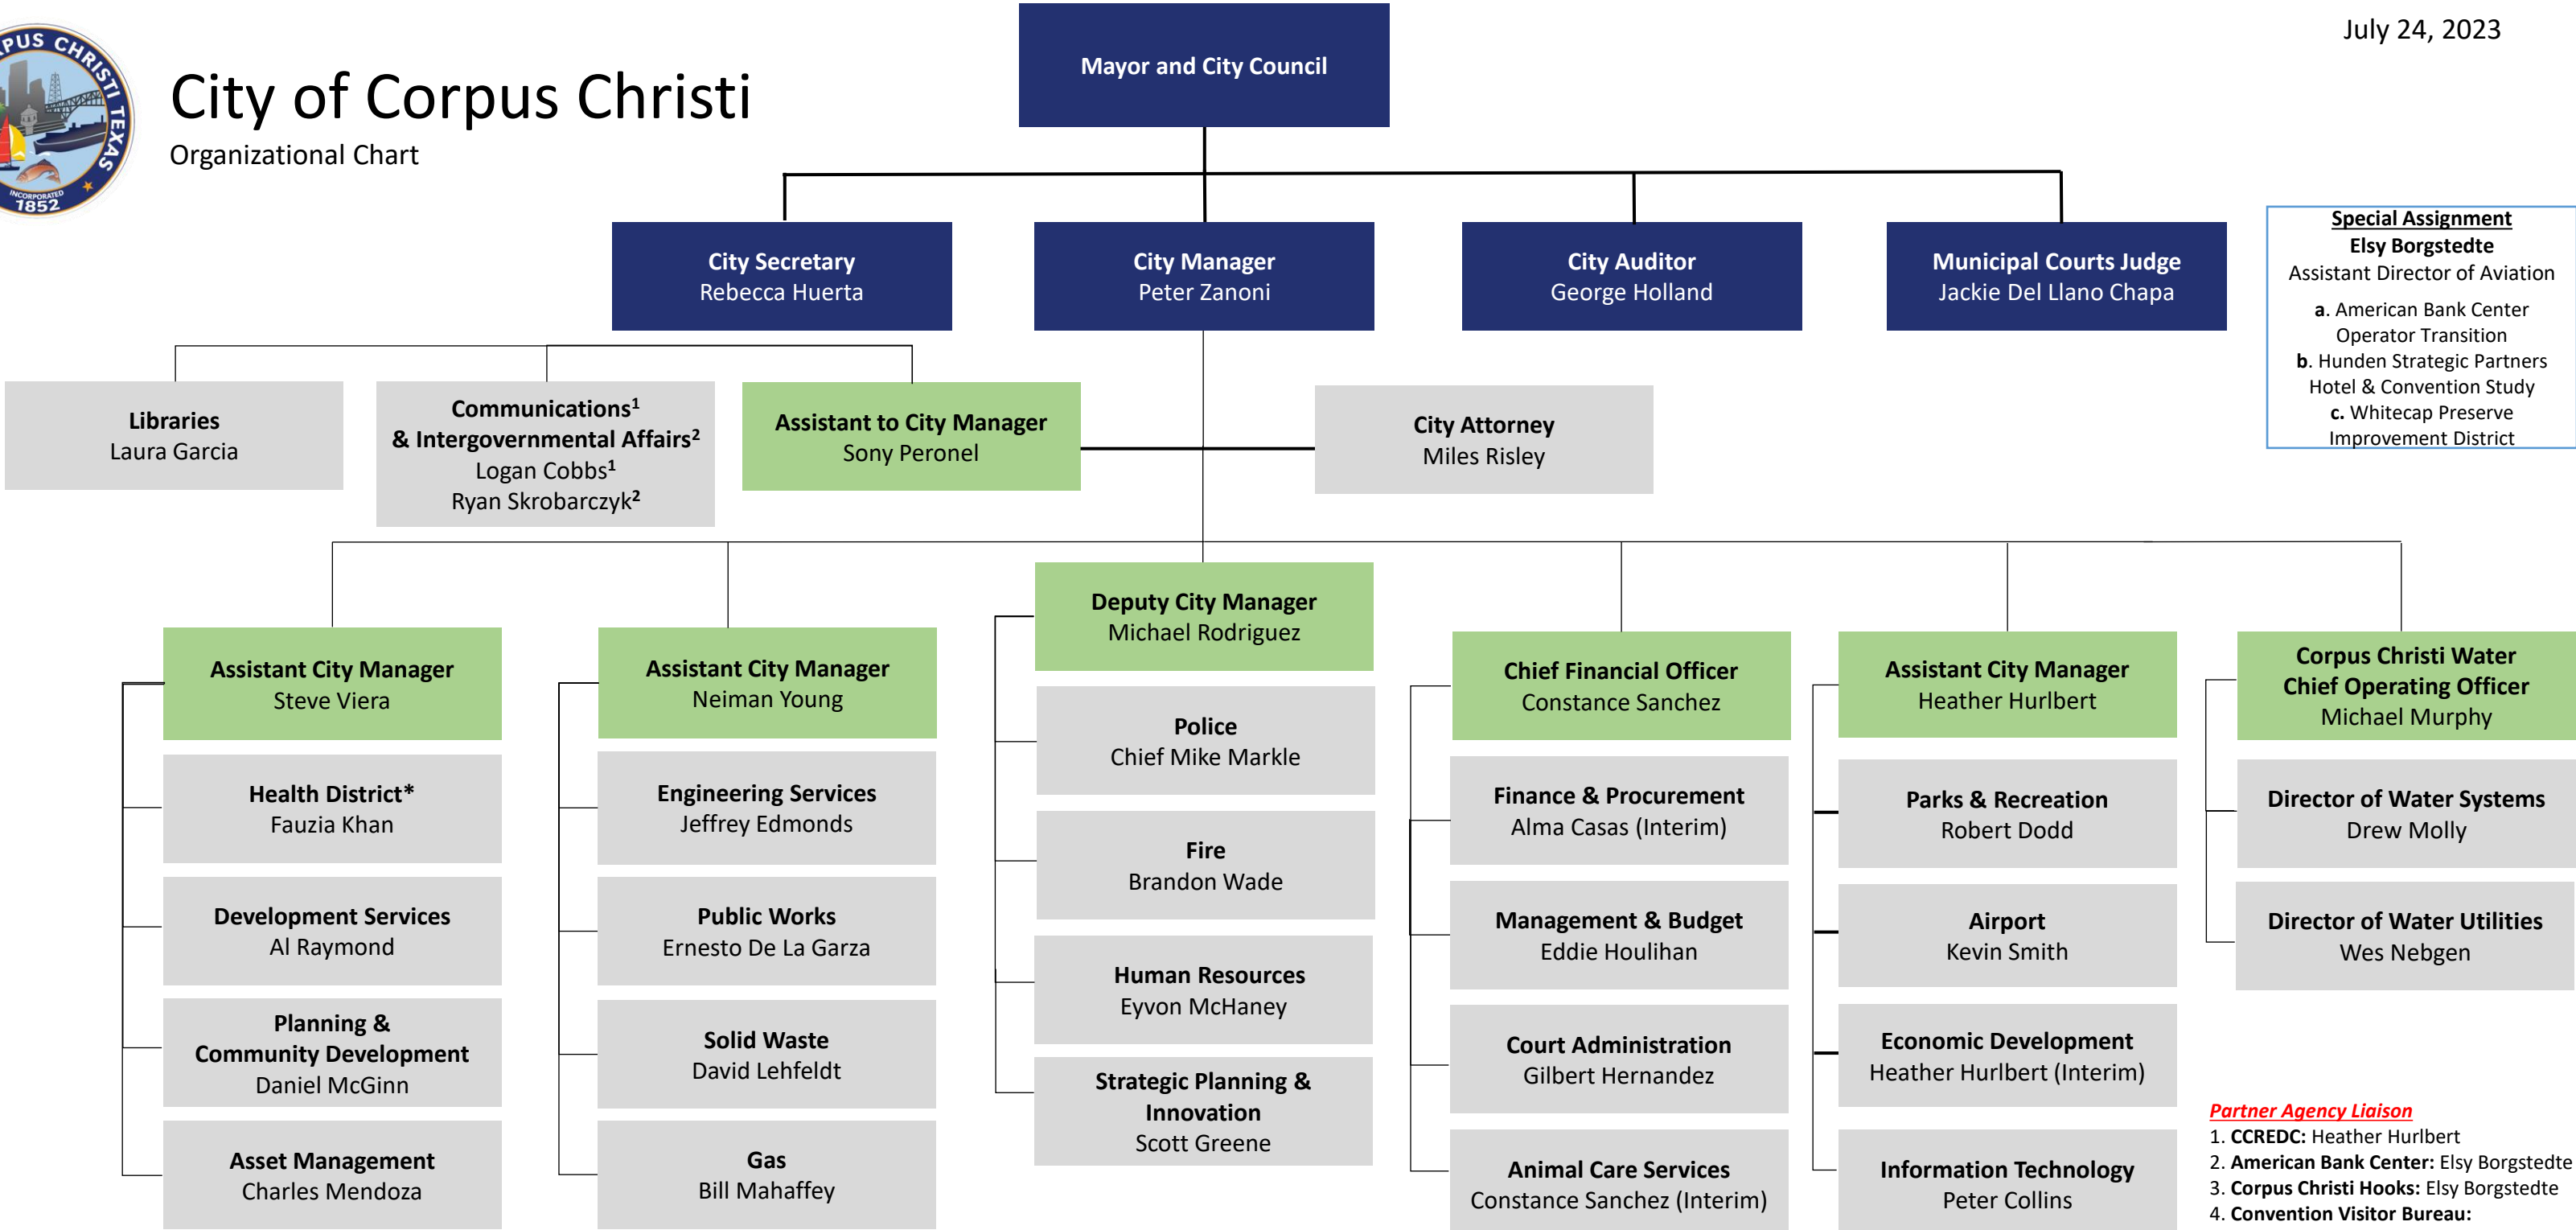 July 24, 2023
CORPUS CHRISTI TEXAS
INCORPORATED
1852
City of Corpus Christi
Organizational Chart
Mayor and City Council
City Secretary
Rebecca Huerta
City Manager
Peter Zanoni
City Auditor
George Holland
Municipal Courts Judge
Jackie Del Llano Chapa
Special Assignment
Elsy Borgstedte
Assistant Director of Aviation
a. American Bank Center
Operator Transition
b. Hunden Strategic Partners
Hotel & Convention Study
c. Whitecap Preserve
Improvement District
Libraries
Laura Garcia
Communications¹
& Intergovernmental Affairs²
Logan Cobbs¹
Ryan Skrobarczyk²
Assistant to City Manager
Sony Peronel
City Attorney
Miles Risley
Assistant City Manager
Steve Viera
Health District*
Fauzia Khan
Development Services
Al Raymond
Planning &
Community Development
Daniel McGinn
Asset Management
Charles Mendoza
Assistant City Manager
Neiman Young
Engineering Services
Jeffrey Edmonds
Public Works
Ernesto De La Garza
Solid Waste
David Lehfeldt
Gas
Bill Mahaffey
Deputy City Manager
Michael Rodriguez
Police
Chief Mike Markle
Fire
Brandon Wade
Human Resources
Eyvon McHaney
Strategic Planning &
Innovation
Scott Greene
Chief Financial Officer
Constance Sanchez
Finance & Procurement
Alma Casas (Interim)
Management & Budget
Eddie Houlihan
Court Administration
Gilbert Hernandez
Animal Care Services
Constance Sanchez (Interim)
Assistant City Manager
Heather Hurlbert
Parks & Recreation
Robert Dodd
Airport
Kevin Smith
Economic Development
Heather Hurlbert (Interim)
Information Technology
Peter Collins
Corpus Christi Water
Chief Operating Officer
Michael Murphy
Director of Water Systems
Drew Molly
Director of Water Utilities
Wes Nebgen
Partner Agency Liaison
1. CCREDC: Heather Hurlbert
2. American Bank Center: Elsy Borgstedte
3. Corpus Christi Hooks: Elsy Borgstedte
4. Convention Visitor Bureau: